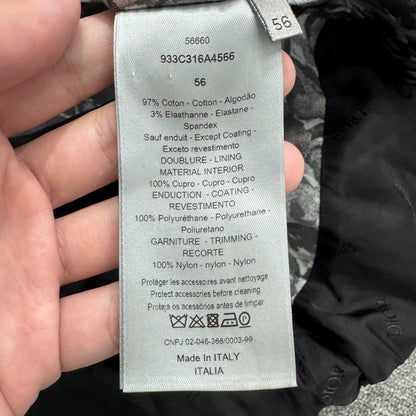 56
56660
933C316A4566
56
97% Coton - Cotton - Algodão
3% Elasthanne - Elastane -
Spandex
Sauf enduit - Except Coating -
Exceto revestimento
DOUBLURE - LINING
MATERIAL INTERIOR
100% Cupro - Cupro - Cupro
ENDUCTION - COATING -
REVESTIMENTO
100% Polyuréthane - Polyurethane -
Poliuretano
GARNITURE - TRIMMING -
RECORTE
100% Nylon - nylon - Nylon
Protéger les accessoires avant nettoyage
Protect accessories before cleaning
Proteja os acessórios antes de limpar
CNPJ 02-046-366/0003-99
Made In ITALY
ITALIA